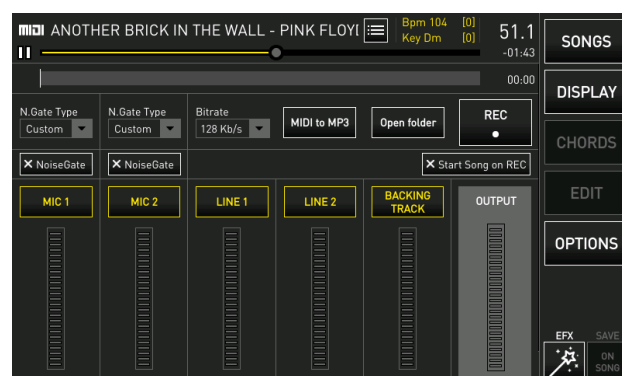 MIDI ANOTHER BRICK IN THE WALL - PINK FLOYI
Bpm 104 [0]
Key Dm [0]
51.1
-01:43
00:00
N.Gate Type
Custom
N.Gate Type
Custom
Bitrate
128 Kb/s
MIDI to MP3
Open folder
REC
X NoiseGate
X NoiseGate
X Start Song on REC
MIC 1
MIC 2
LINE 1
LINE 2
BACKING
TRACK
OUTPUT
SONGS
DISPLAY
CHORDS
EDIT
OPTIONS
EFX
SAVE
ON
SONG